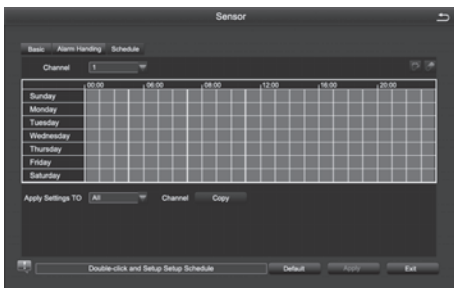 Sensor
Basic Alarm Handing Schedule
Channel 1
00:00 06:00 08:00 12:00 16:00 20:00
Sunday
Monday
Tuesday
Wednesday
Thursday
Friday
Saturday
Apply Settings TO All Channel Copy
Double-click and Setup Setup Schedule Default Apply Exit